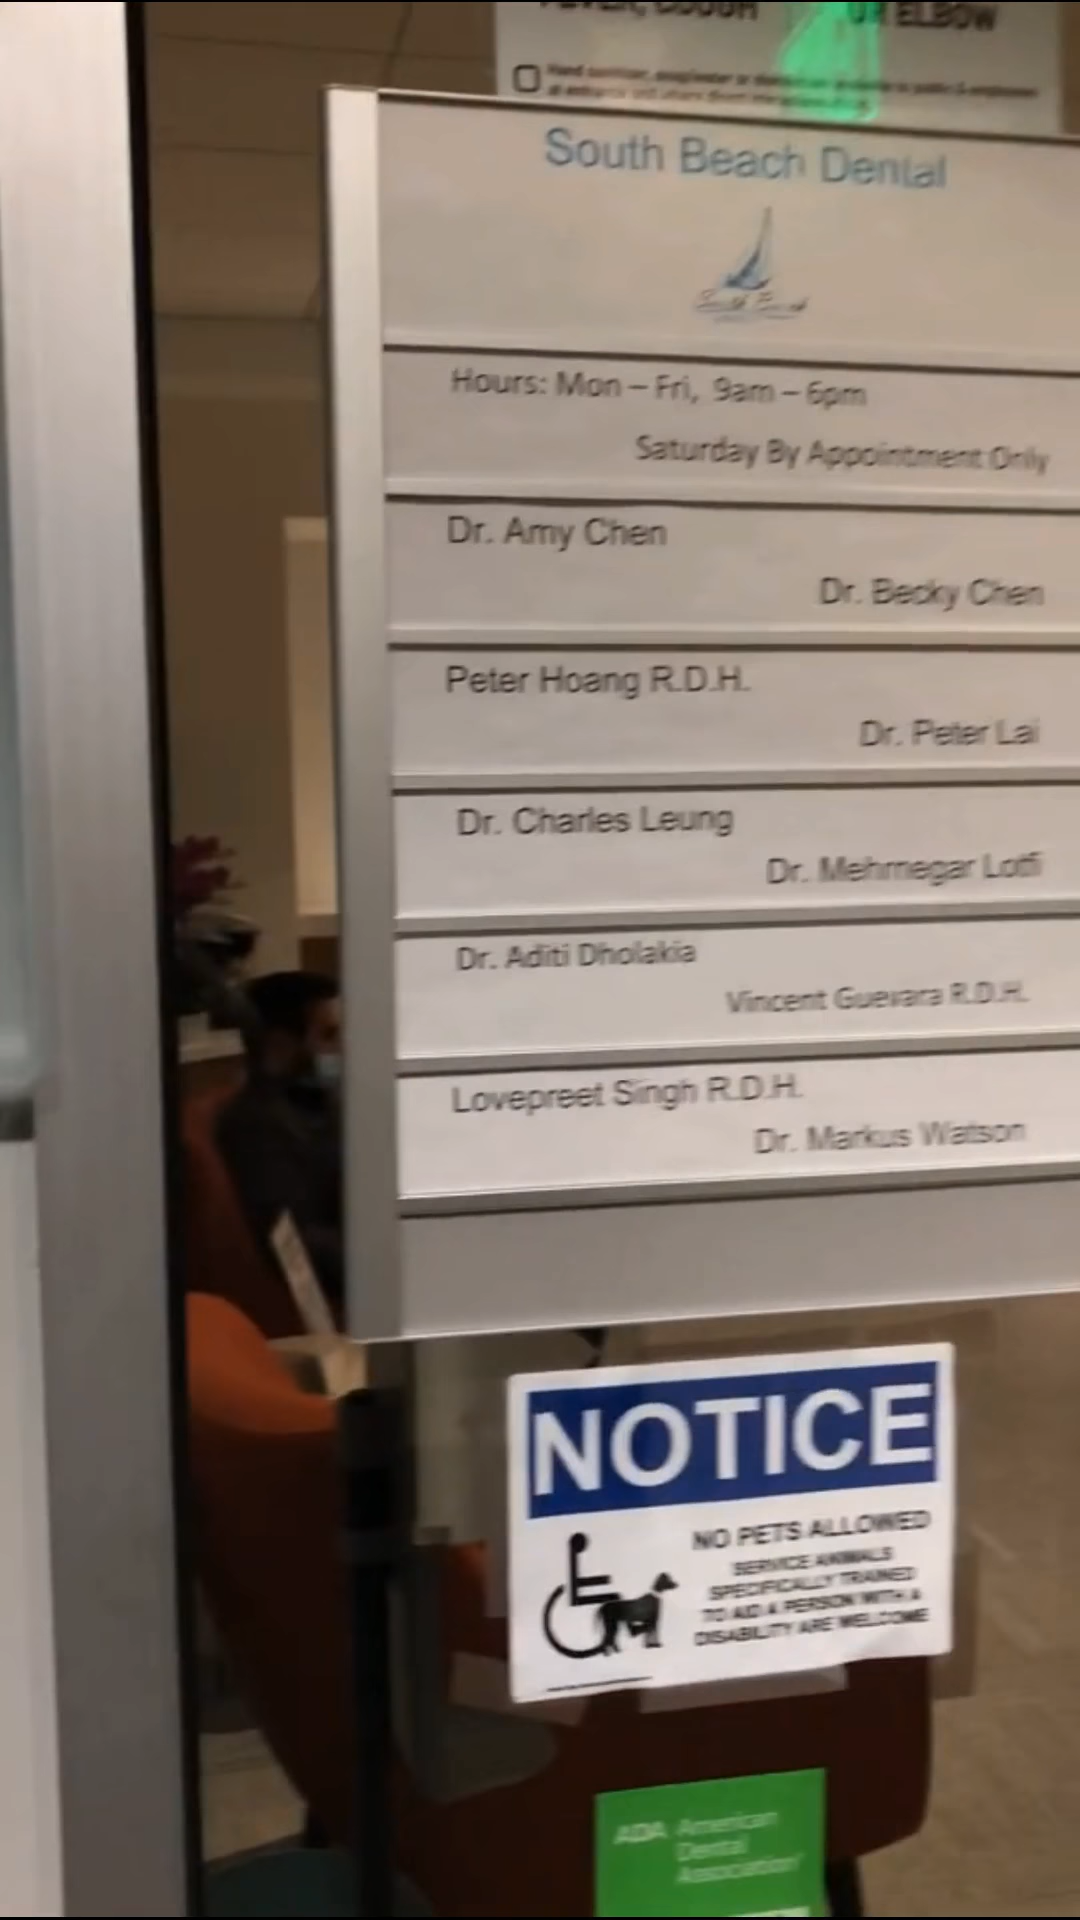 FEVER, COUGH
OR ELBOW
South Beach Dental
Hours: Mon – Fri, 9am – 6pm
Saturday By Appointment Only
Dr. Amy Chen
Dr. Becky Chen
Peter Hoang R.D.H.
Dr. Peter Lai
Dr. Charles Leung
Dr. Mehrnegar Lotfi
Dr. Aditi Dholakia
Vincent Guevara R.D.H.
Lovepreet Singh R.D.H.
Dr. Markus Watson
NOTICE
NO PETS ALLOWED
SERVICE ANIMALS
SPECIFICALLY TRAINED
TO AID A PERSON WITH A
DISABILITY ARE WELCOME
ADA American
Dental
Association